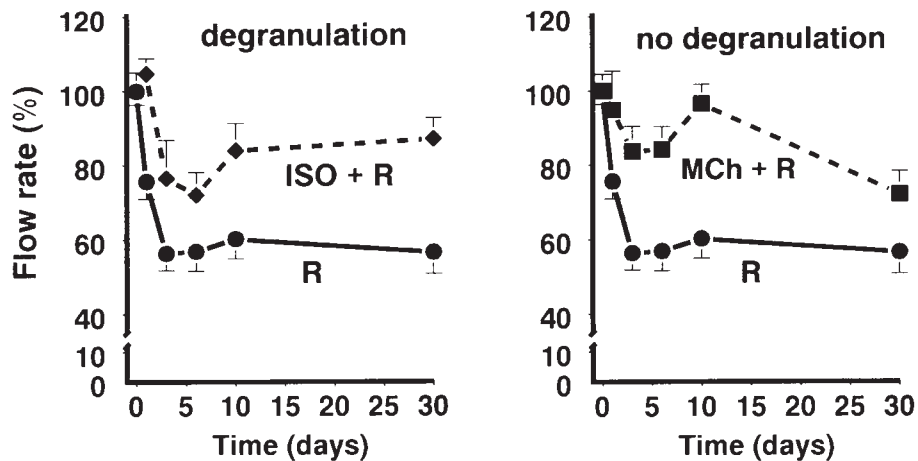 degranulation
Flow rate (%)
120
100
80
60
40
10
0
ISO + R
R
0 5 10 15 20 25 30
Time (days)
no degranulation
120
100
80
60
40
10
0
MCh + R
R
0 5 10 15 20 25 30
Time (days)